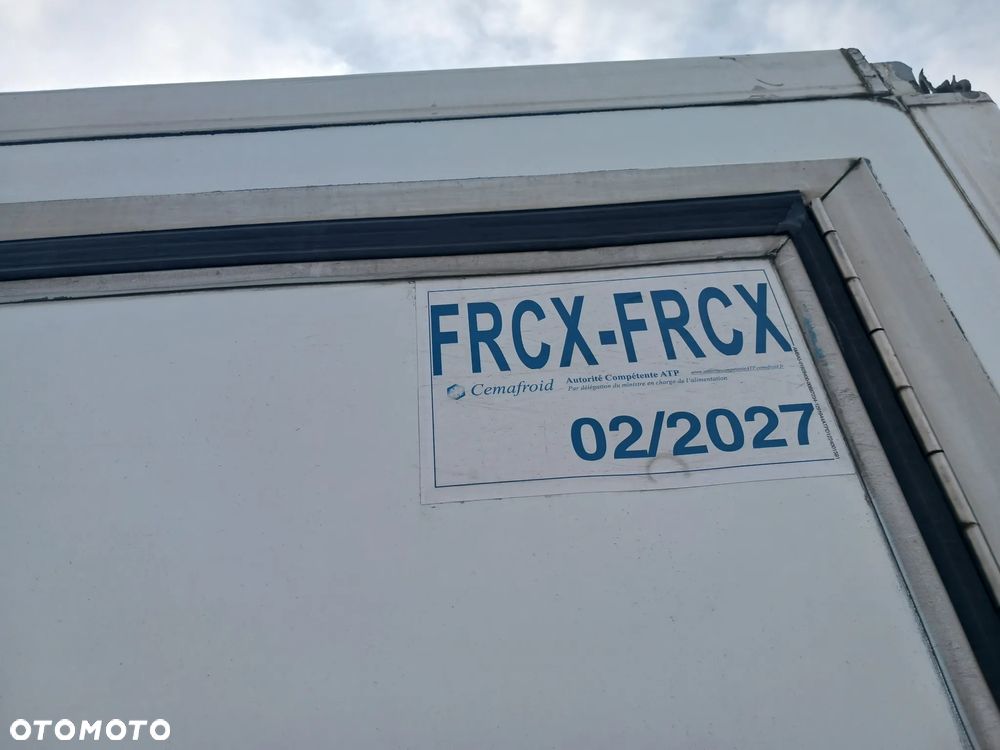 FRCX-FRCX
Cemafroid
Autorité Compétente ATP
Par délégation du ministre en charge de l'alimentation
02/2027
OTOMOTO